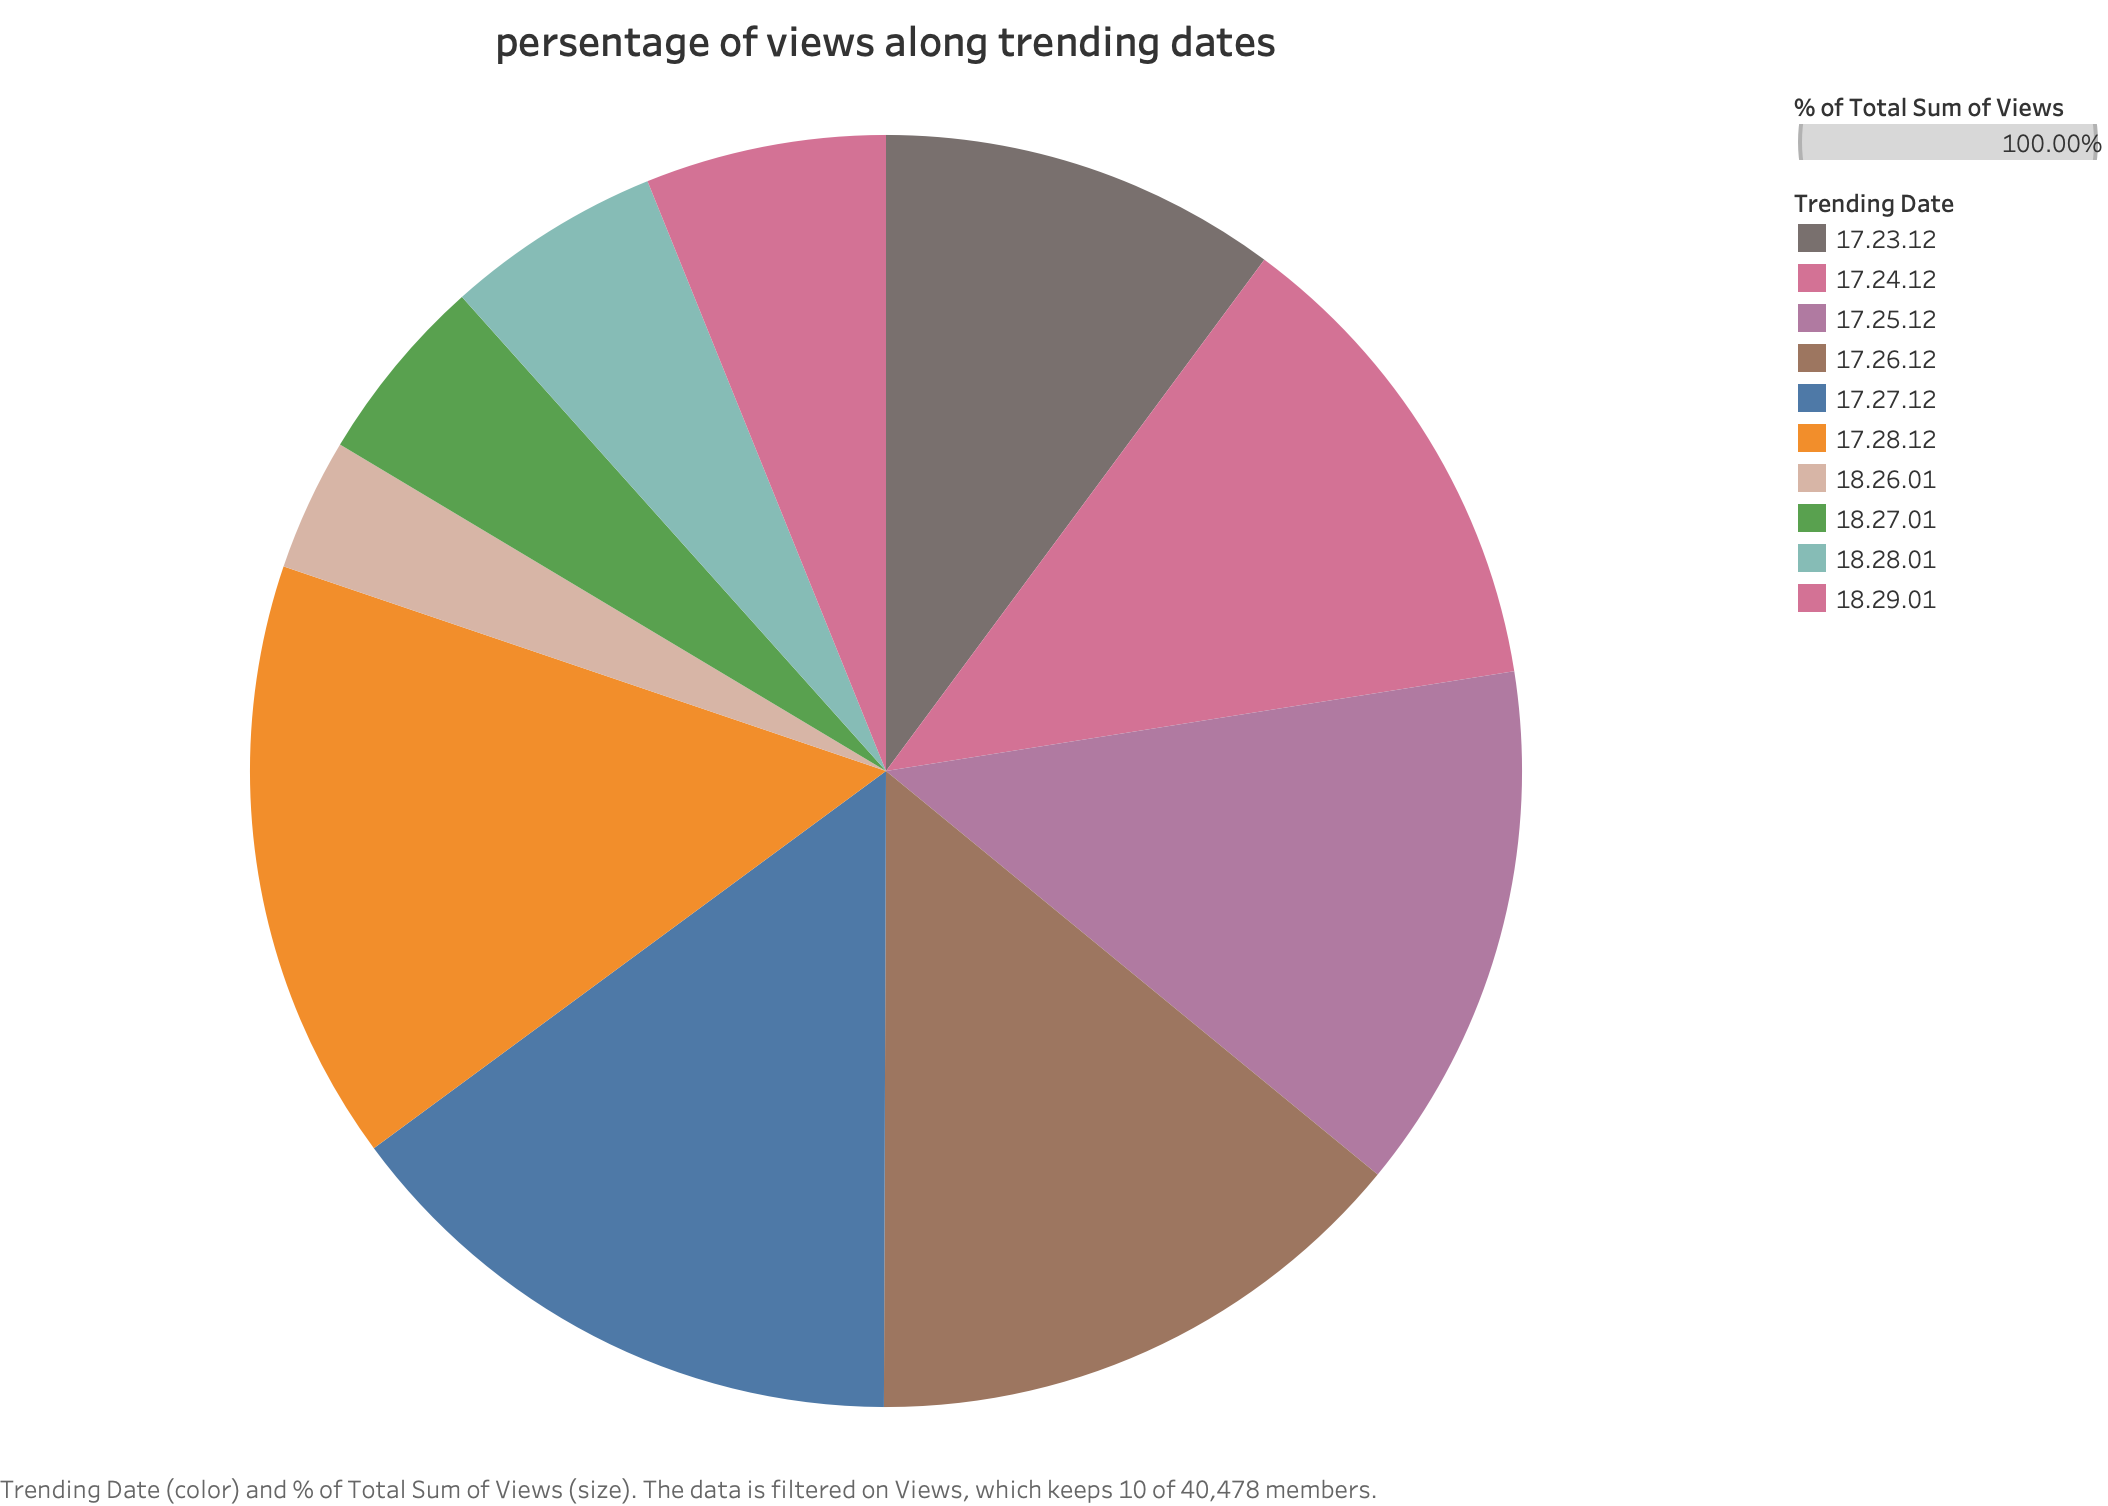 persentage of views along trending dates
% of Total Sum of Views
100.00%
Trending Date
17.23.12
17.24.12
17.25.12
17.26.12
17.27.12
17.28.12
18.26.01
18.27.01
18.28.01
18.29.01
Trending Date (color) and % of Total Sum of Views (size). The data is filtered on Views, which keeps 10 of 40,478 members.